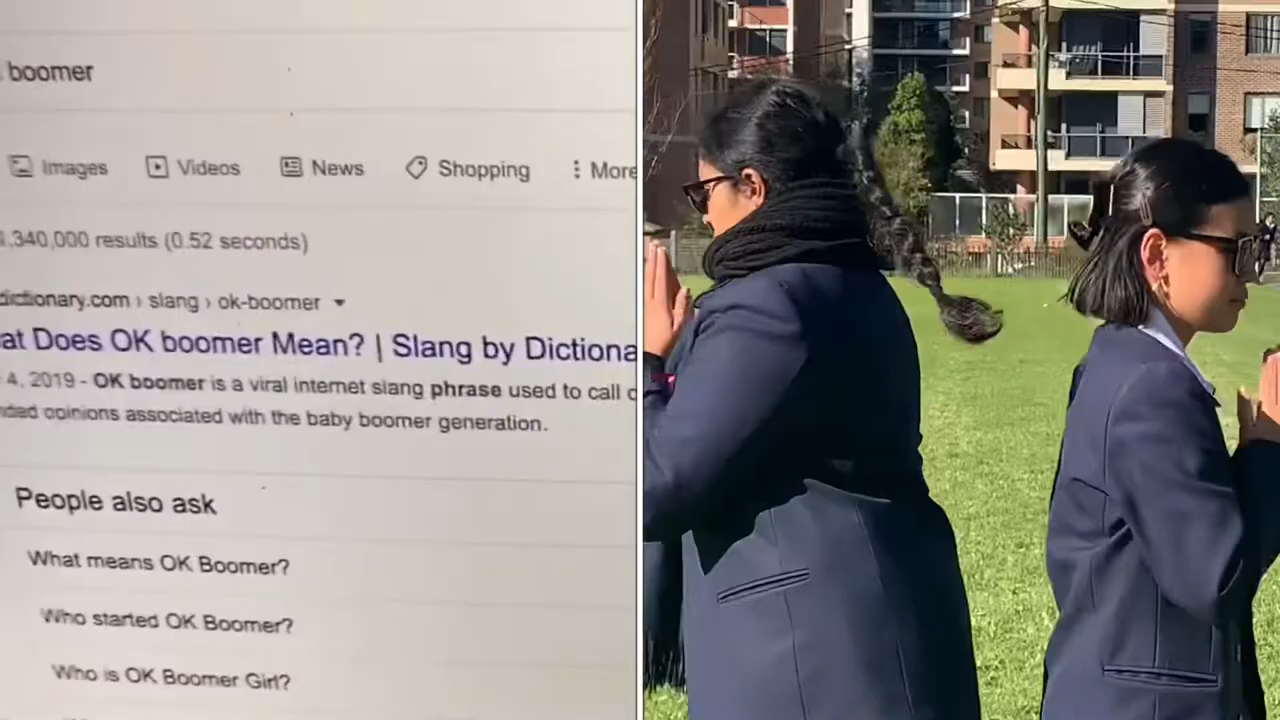 boomer
Images Videos News Shopping More
,340,000 results (0.52 seconds)
dictionary.com › slang › ok-boomer
at Does OK boomer Mean? | Slang by Dictiona
4, 2019 - OK boomer is a viral internet slang phrase used to call
opinions associated with the baby boomer generation.
People also ask
What means OK Boomer?
Who started OK Boomer?
Who is OK Boomer Girl?